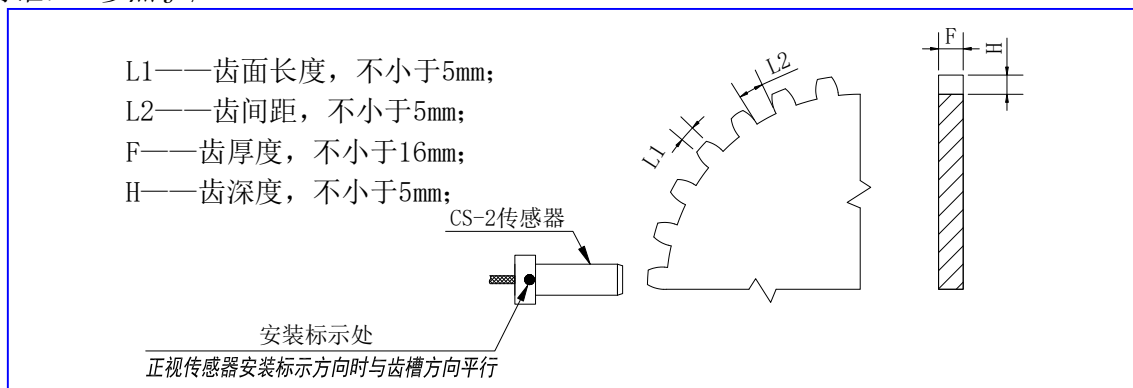 L1——齿面长度，不小于5mm；
L2——齿间距，不小于5mm；
F——齿厚度，不小于16mm；
H——齿深度，不小于5mm；
L1
L2
F
H
CS-2传感器
安装标示处
正视传感器安装标示方向时与齿槽方向平行